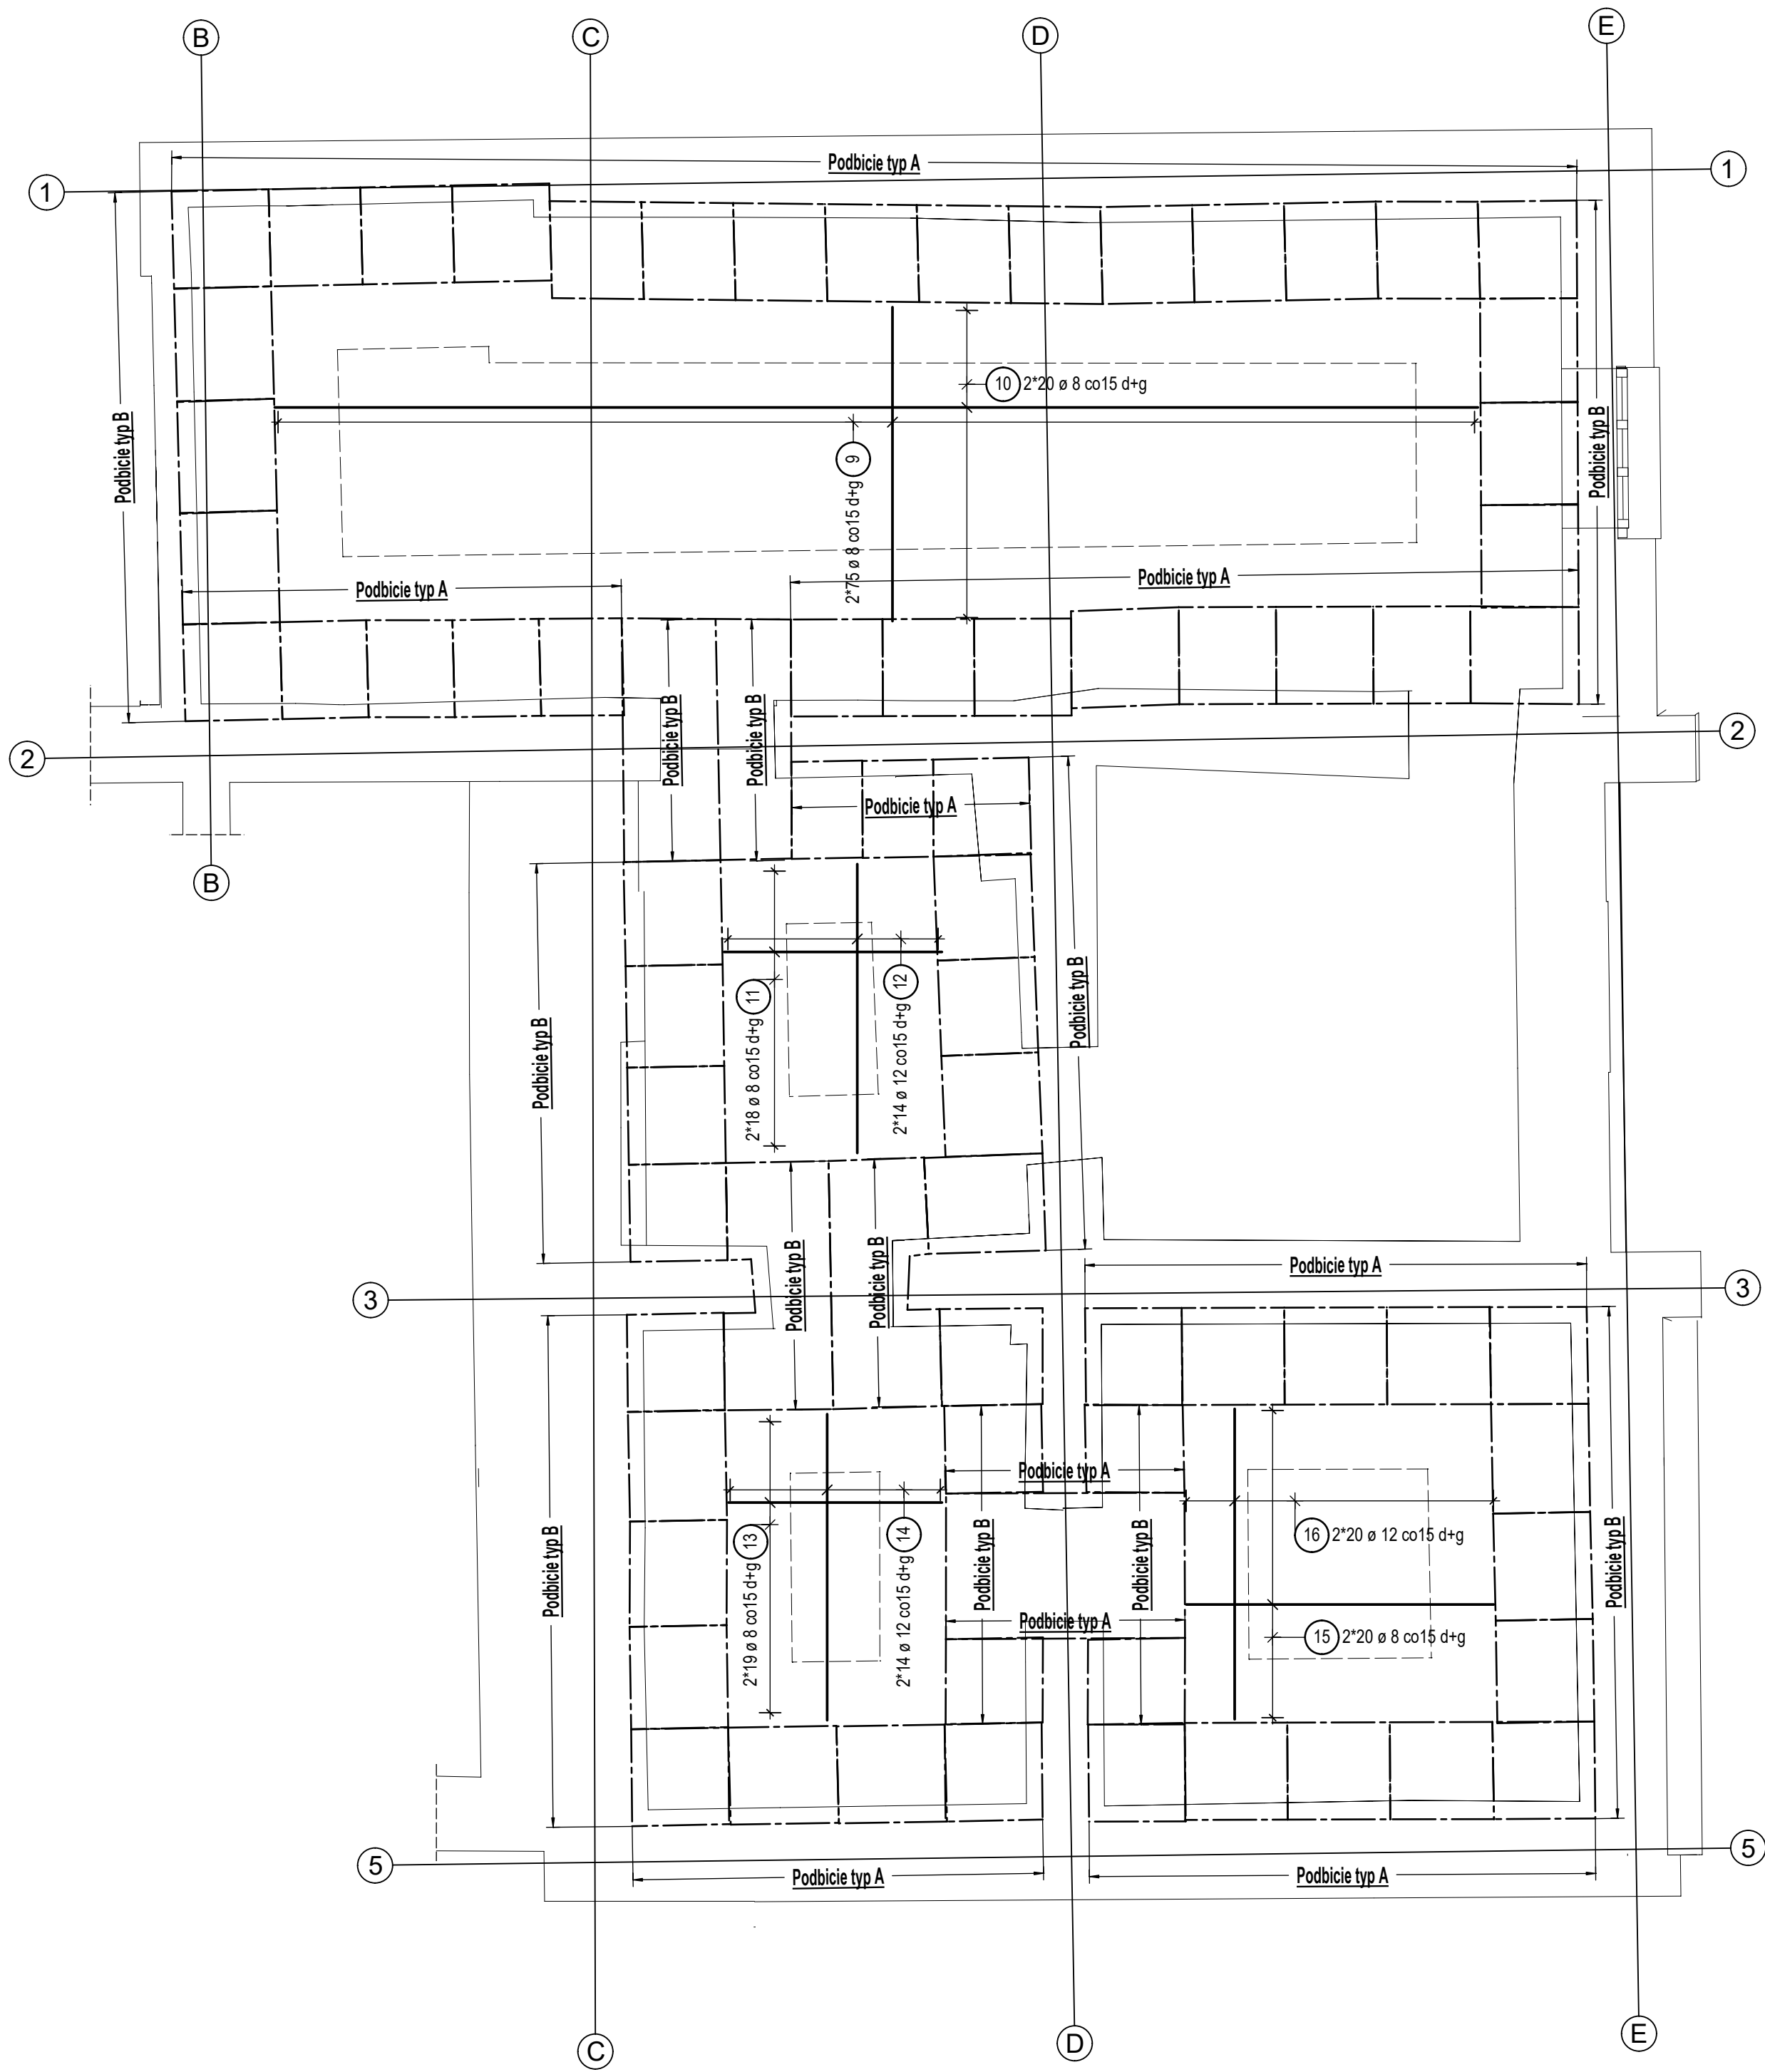 B
C
D
E
Podbicie typ A
1
1
10 2*20 ø 8 co15 d+g
Podbicie typ B
9
2*75 ø 8 co15 d+g
Podbicie typ B
Podbicie typ A
Podbicie typ A
Podbicie typ B
Podbicie typ B
2
2
Podbicie typ A
B
Podbicie typ B
11
2*18 ø 8 co15 d+g
12
2*14 ø 12 co15 d+g
Podbicie typ B
Podbicie typ B
Podbicie typ B
Podbicie typ A
3
3
Podbicie typ A
13
2*19 ø 8 co15 d+g
14
2*14 ø 12 co15 d+g
Podbicie typ B
Podbicie typ B
Podbicie typ B
16 2*20 ø 12 co15 d+g
Podbicie typ B
Podbicie typ A
15 2*20 ø 8 co15 d+g
5
5
Podbicie typ A
Podbicie typ A
C
D
E